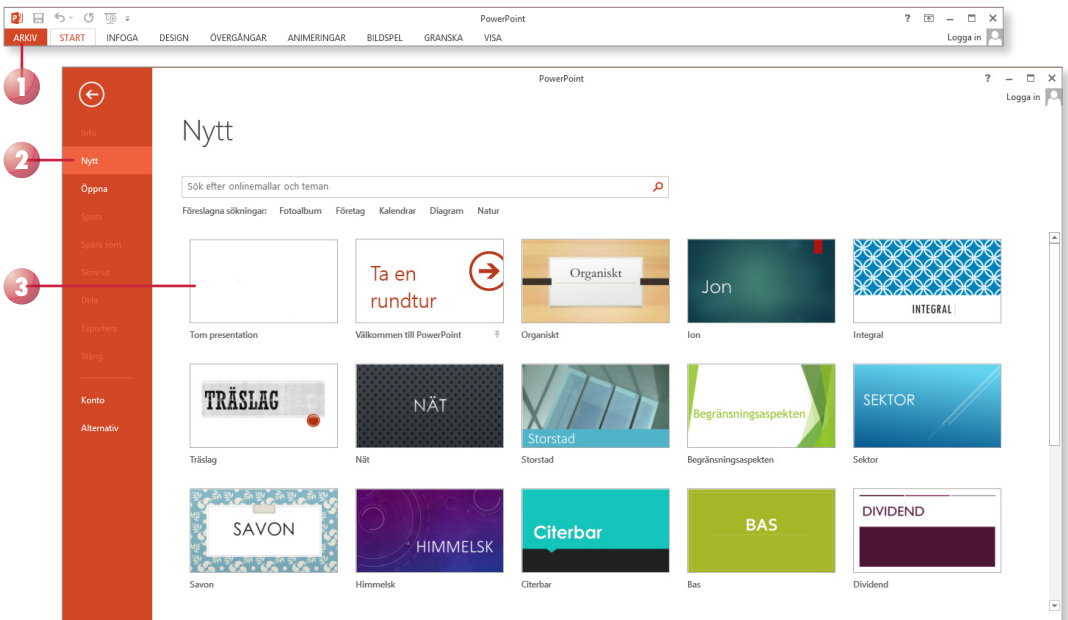 PowerPoint
?
ARKIV START INFOGA DESIGN ÖVERGÅNGAR ANIMERINGAR BILDSPEL GRANSKA VISA Logga in
1
PowerPoint
?
Logga in
Info
Nytt
2
Nytt
Öppna
Spara
Spara som
Skriv ut
3
Dela
Exportera
Stäng
Konto
Alternativ
Sök efter onlinemallar och teman
Föreslagna sökningar: Fotoalbum Företag Kalendrar Diagram Natur
Ta en
rundtur
Organiskt
Jon
INTEGRAL
Tom presentation Välkommen till PowerPoint Organiskt Ion Integral
TRÄSLAG
NÄT
Storstad
Begränsningsaspekten
SEKTOR
Träslag Nät Storstad Begränsningsaspekten Sektor
SAVON
HIMMELSK
Citerbar
BAS
DIVIDEND
Savon Himmelsk Citerbar Bas Dividend